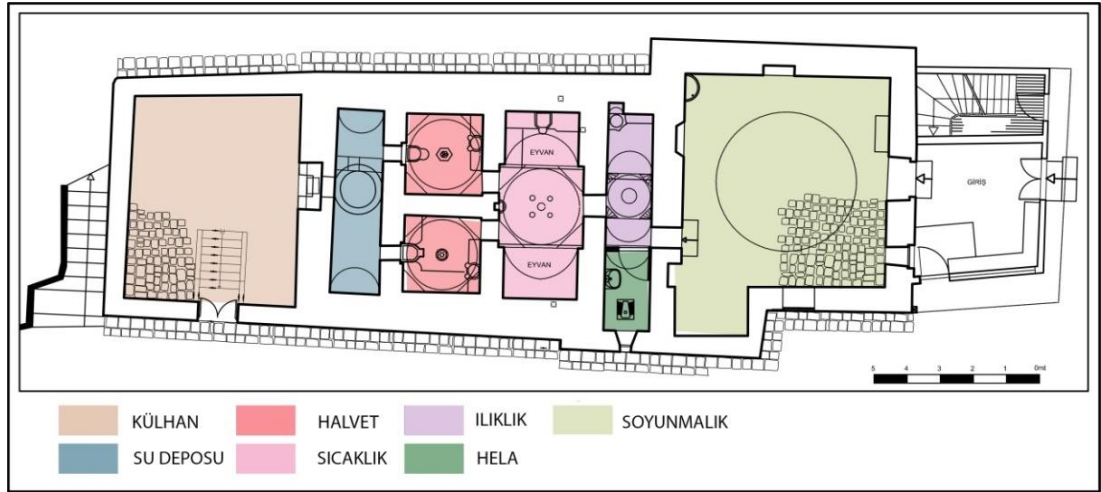 EYVAN
GİRİŞ
EYVAN
5 4 3 2 1 0mt
KÜLHAN
HALVET
ILIKLIK
SOYUNMALIK
SU DEPOSU
SICAKLIK
HELA